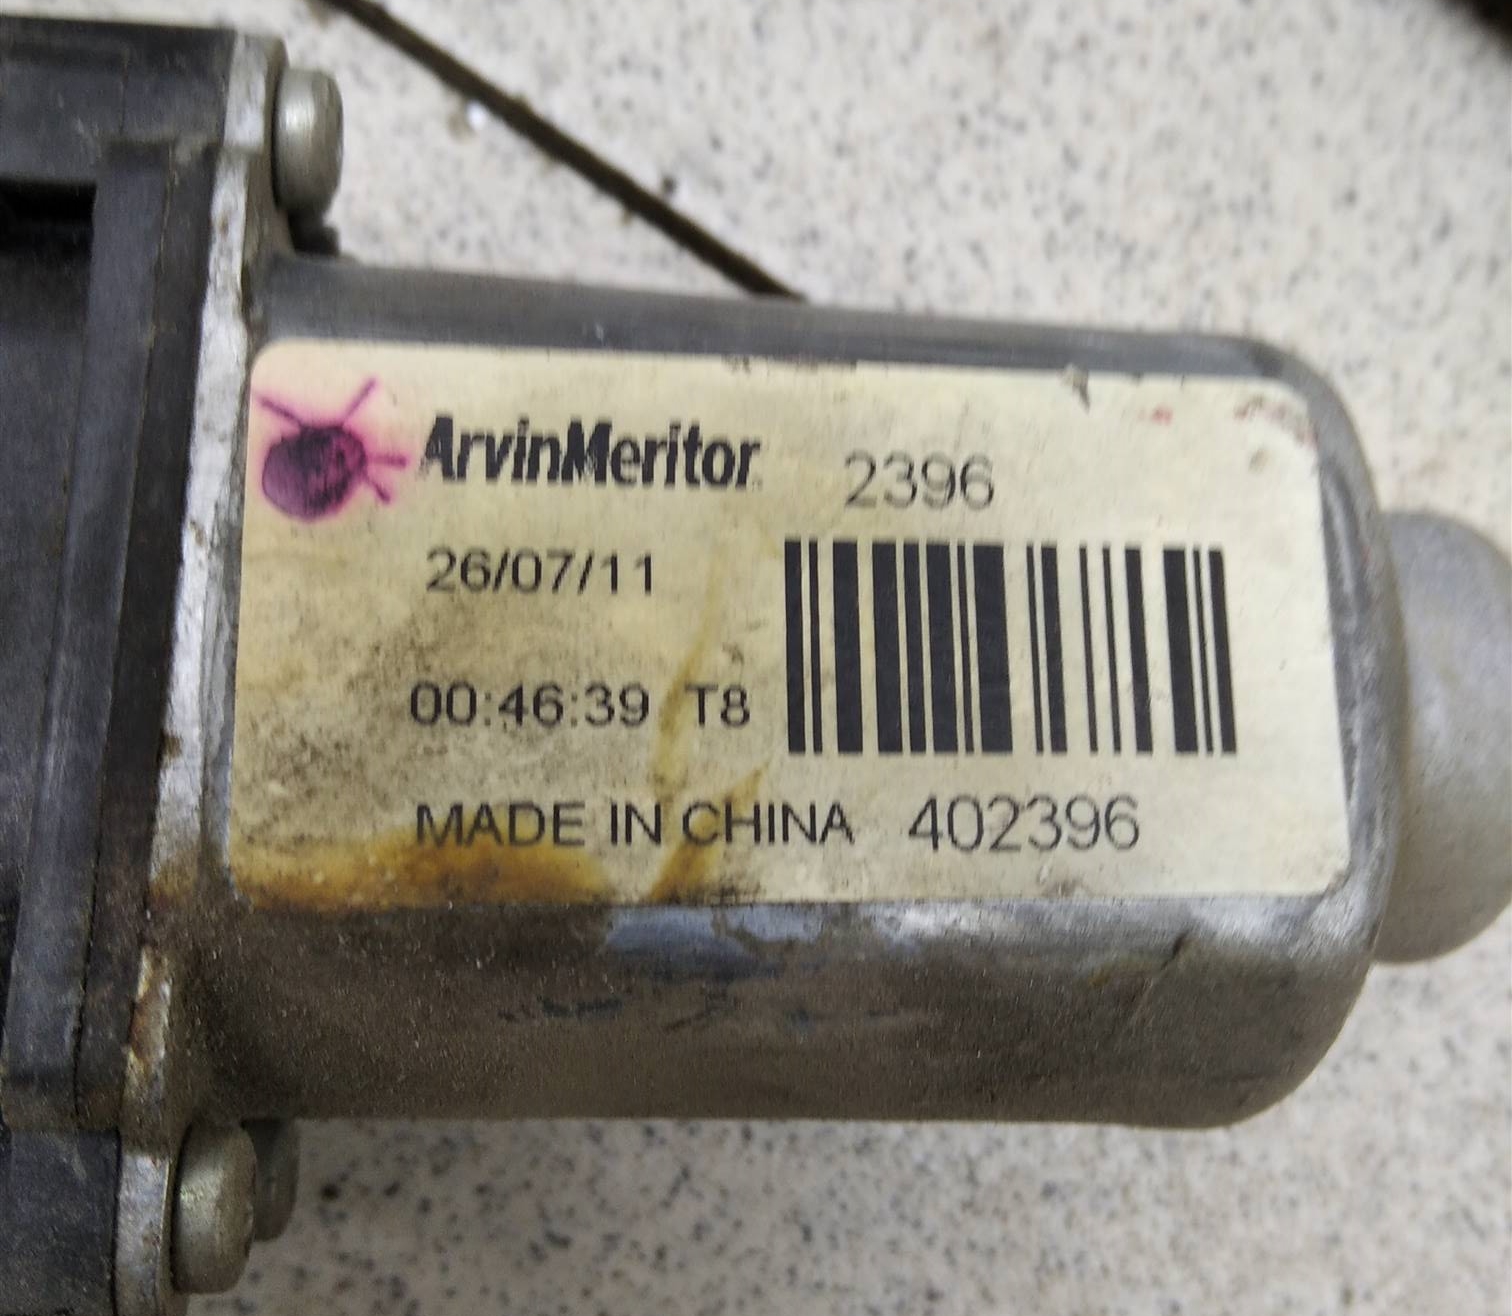 ArvinMeritor 2396
26/07/11
00:46:39 T8
MADE IN CHINA 402396